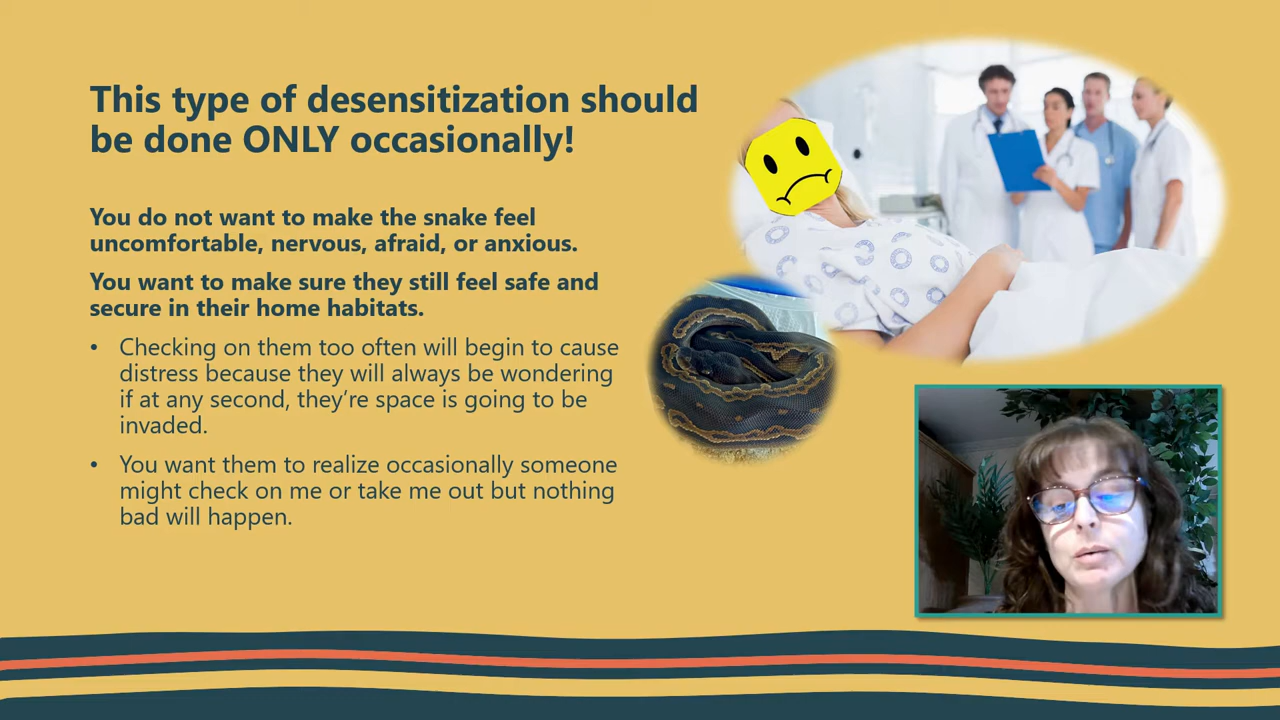 This type of desensitization should
be done ONLY occasionally!
You do not want to make the snake feel
uncomfortable, nervous, afraid, or anxious.
You want to make sure they still feel safe and
secure in their home habitats.
• Checking on them too often will begin to cause
distress because they will always be wondering
if at any second, they’re space is going to be
invaded.
• You want them to realize occasionally someone
might check on me or take me out but nothing
bad will happen.